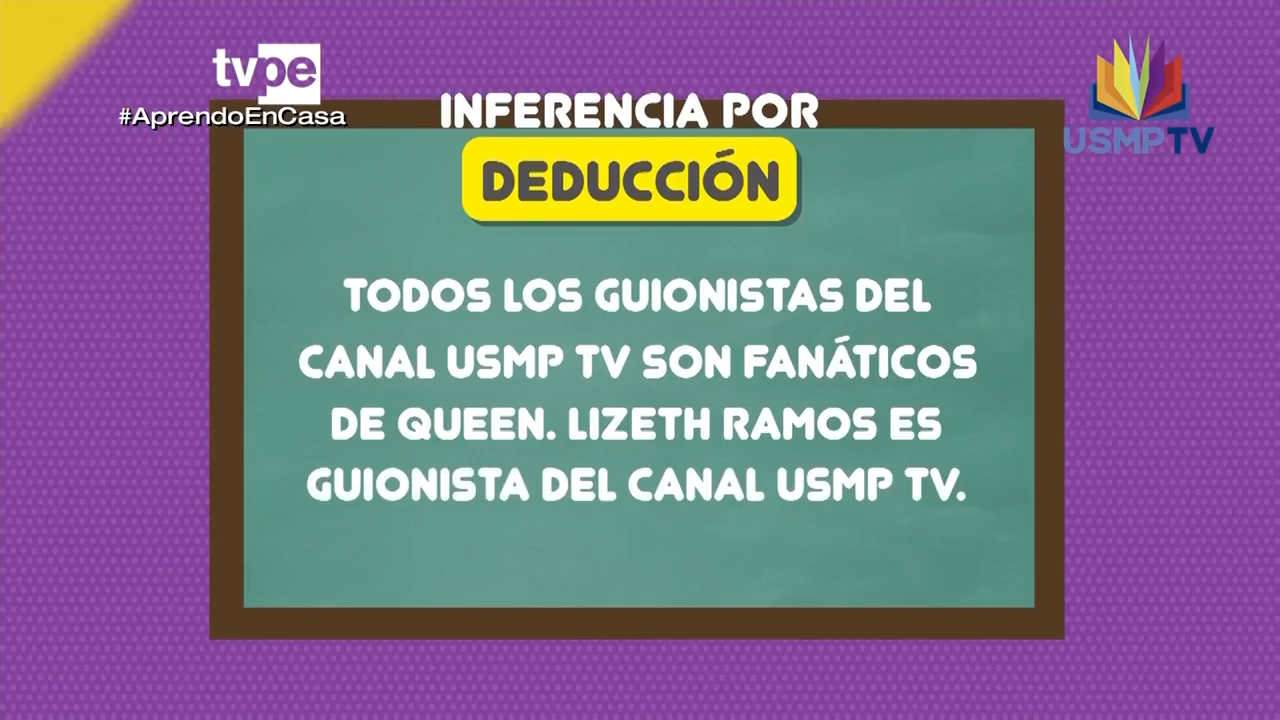 tvpe
#AprendoEnCasa
USMPTV
INFERENCIA POR
DEDUCCIÓN
TODOS LOS GUIONISTAS DEL
CANAL USMP TV SON FANÁTICOS
DE QUEEN. LIZETH RAMOS ES
GUIONISTA DEL CANAL USMP TV.